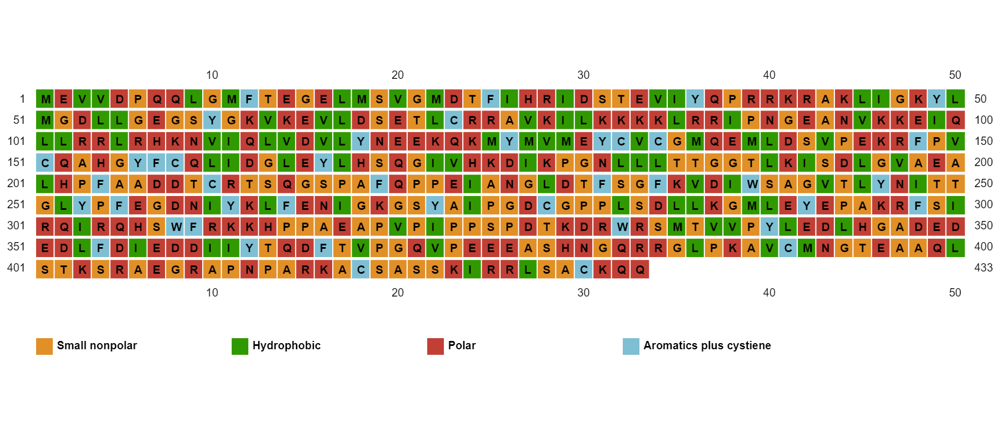 10 20 30 40 50
1 M E V V D P Q Q L G M F T E G E L M S V G M D T F I H R I D S T E V I Y Q P R R K R A K L I G K Y L 50
51 M G D L L G E G S Y G K V K E V L D S E T L C R R A V K I L K K K K L R R I P N G E A N V K K E I Q 100
101 L L R R L R H K N V I Q L V D V L Y N E E K Q K M Y M V M E Y C V C G M Q E M L D S V P E K R F P V 150
151 C Q A H G Y F C Q L I D G L E Y L H S Q G I V H K D I K P G N L L L T T G G T L K I S D L G V A E A 200
201 L H P F A A D D T C R T S Q G S P A F Q P P E I A N G L D T F S G F K V D I W S A G V T L Y N I T T 250
251 G L Y P F E G D N I Y K L F E N I G K G S Y A I P G D C G P P L S D L L K G M L E Y E P A K R F S I 300
301 R Q I R Q H S W F R K K H P P A E A P V P I P P S P D T K D R W R S M T V V P Y L E D L H G A D E D 350
351 E D L F D I E D D I I Y T Q D F T V P G Q V P E E E A S H N G Q R R G L P K A V C M N G T E A A Q L 400
401 S T K S R A E G R A P N P A R K A C S A S S K I R R L S A C K Q Q 433
10 20 30 40 50
Small nonpolar Hydrophobic Polar Aromatics plus cystiene